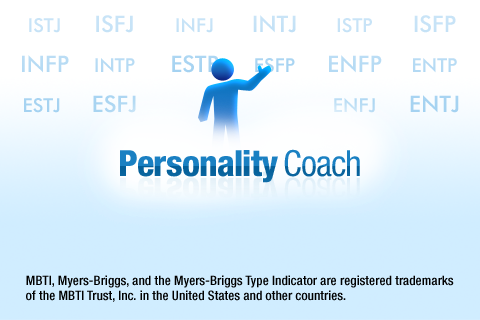 ISTJ ISFJ INFJ INTJ ISTP ISFP
INFP INTP ESTP ESFP ENFP ENTP
ESTJ ESFJ ENFJ ENTJ
Personality Coach
MBTI, Myers-Briggs, and the Myers-Briggs Type Indicator are registered trademarks
of the MBTI Trust, Inc. in the United States and other countries.